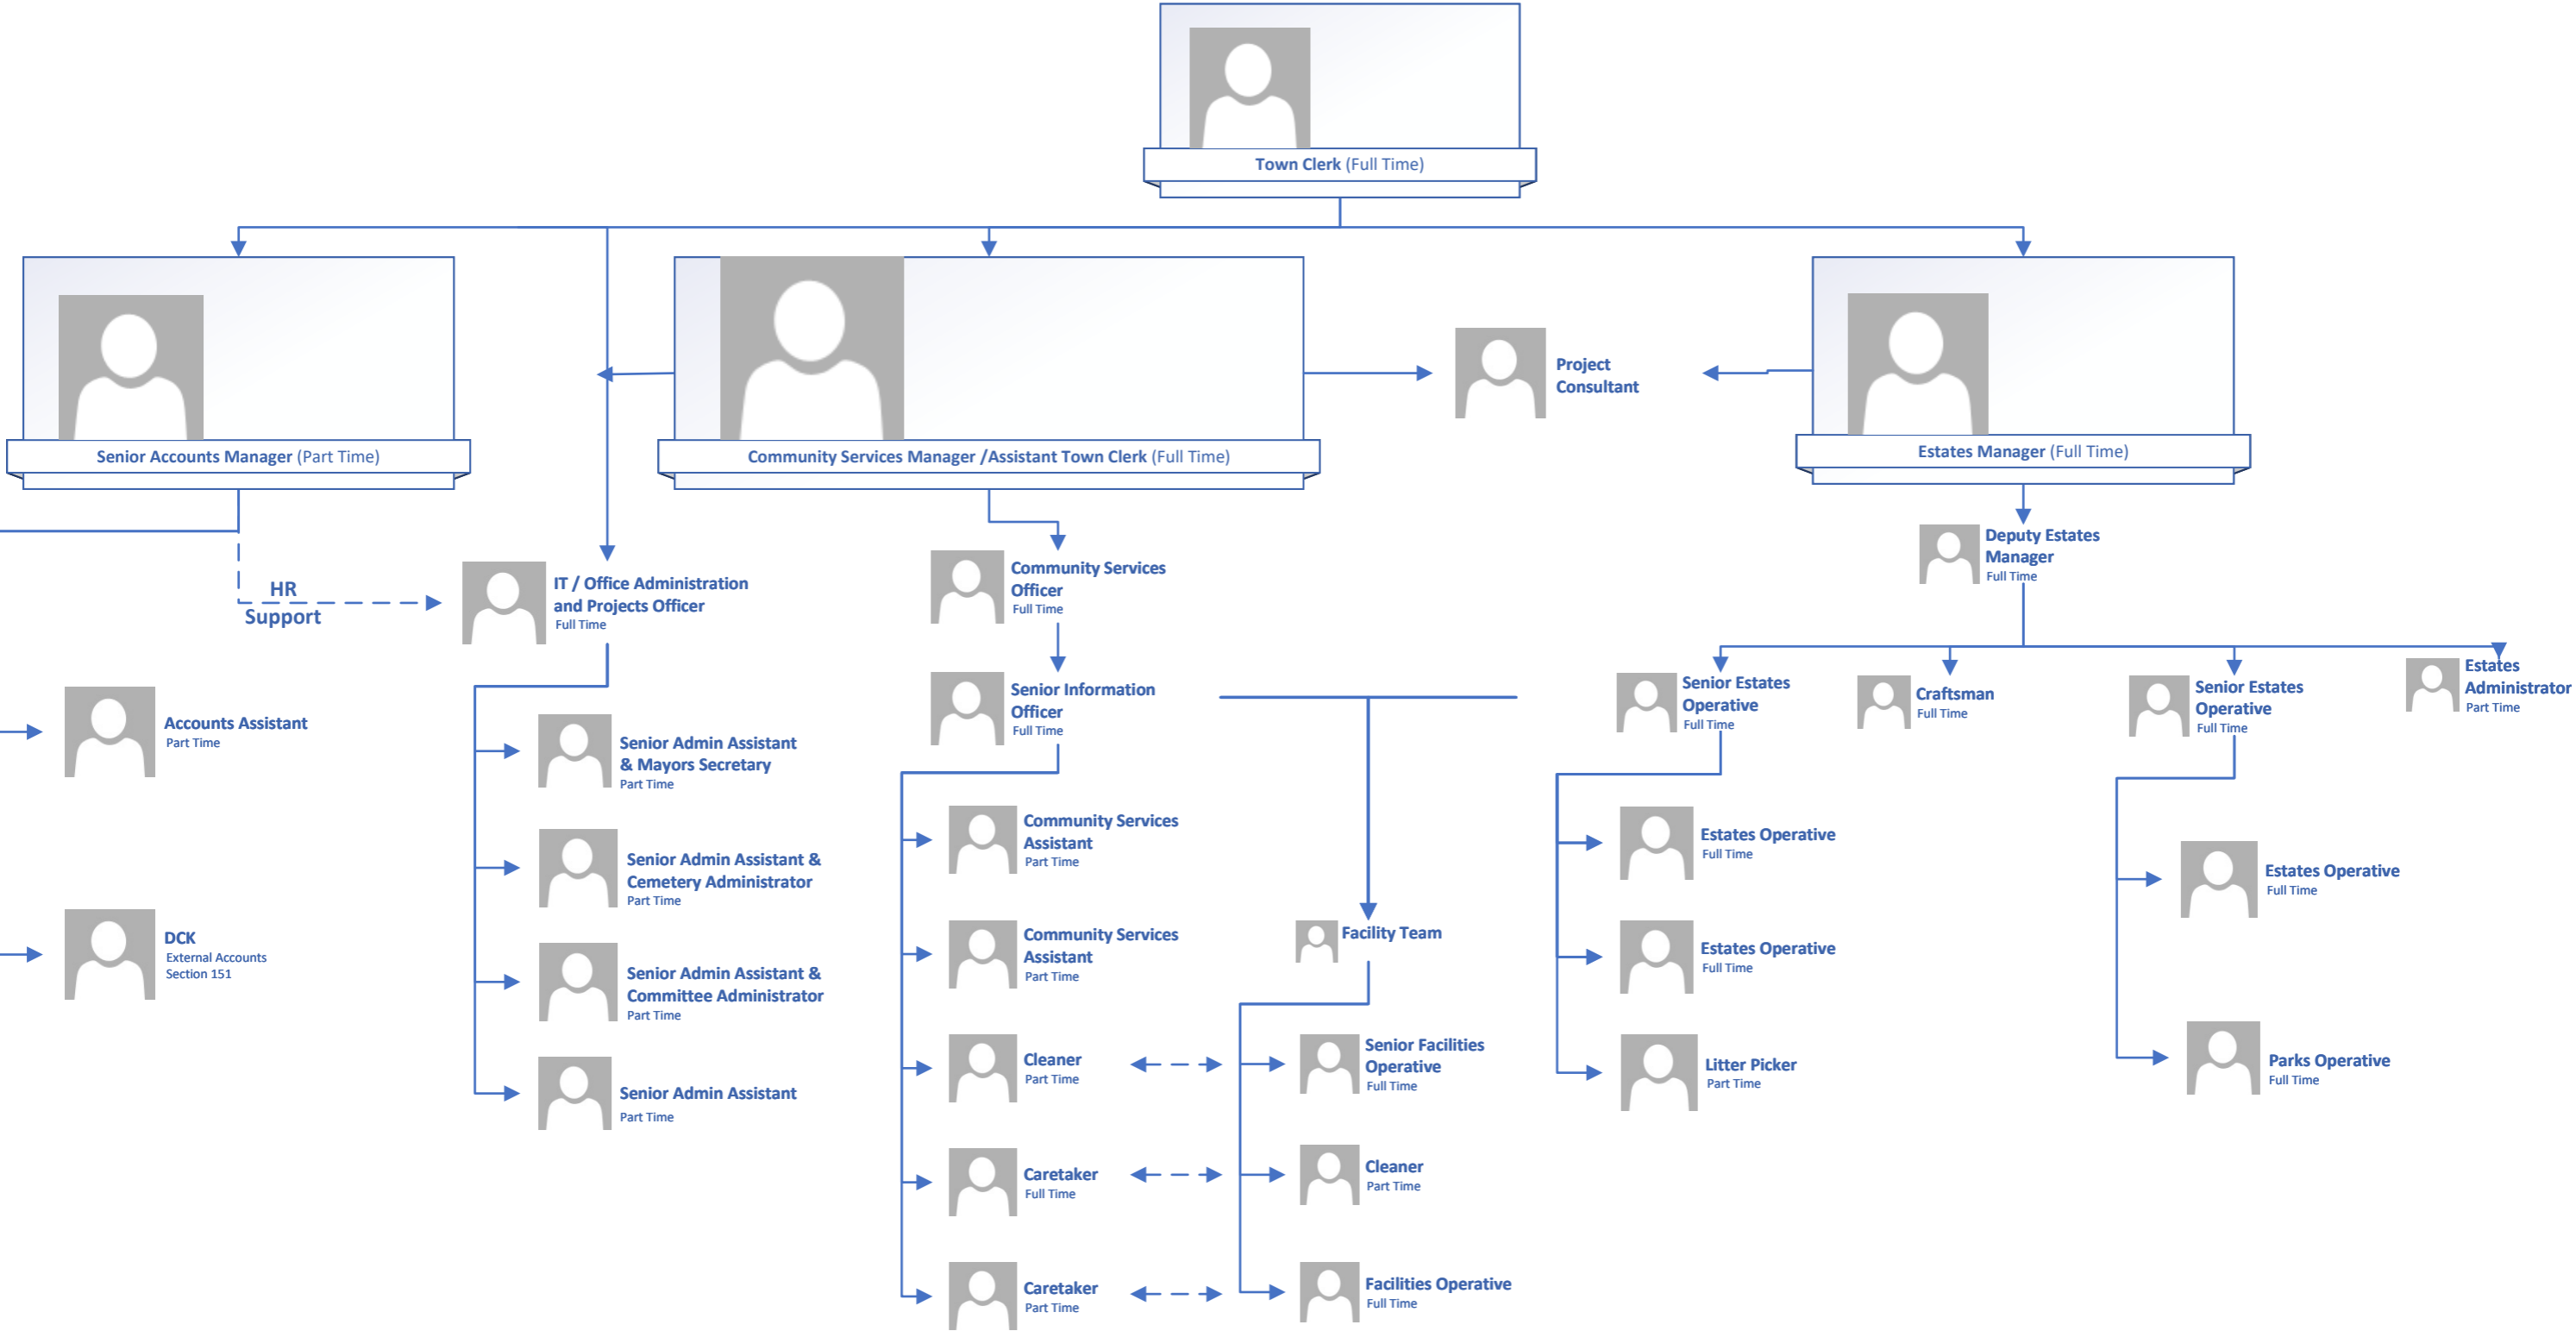 Town Clerk (Full Time)
Senior Accounts Manager (Part Time)
Community Services Manager /Assistant Town Clerk (Full Time)
Project
Consultant
Estates Manager (Full Time)
HR
Support
IT / Office Administration
and Projects Officer
Full Time
Community Services
Officer
Full Time
Deputy Estates
Manager
Full Time
Accounts Assistant
Part Time
DCK
External Accounts
Section 151
Senior Admin Assistant
& Mayors Secretary
Part Time
Senior Admin Assistant &
Cemetery Administrator
Part Time
Senior Admin Assistant &
Committee Administrator
Part Time
Senior Admin Assistant
Part Time
Senior Information
Officer
Full Time
Community Services
Assistant
Part Time
Community Services
Assistant
Part Time
Cleaner
Part Time
Caretaker
Full Time
Caretaker
Part Time
Facility Team
Senior Facilities
Operative
Full Time
Cleaner
Part Time
Facilities Operative
Full Time
Senior Estates
Operative
Full Time
Craftsman
Full Time
Senior Estates
Operative
Full Time
Estates
Administrator
Part Time
Estates Operative
Full Time
Estates Operative
Full Time
Litter Picker
Part Time
Estates Operative
Full Time
Parks Operative
Full Time